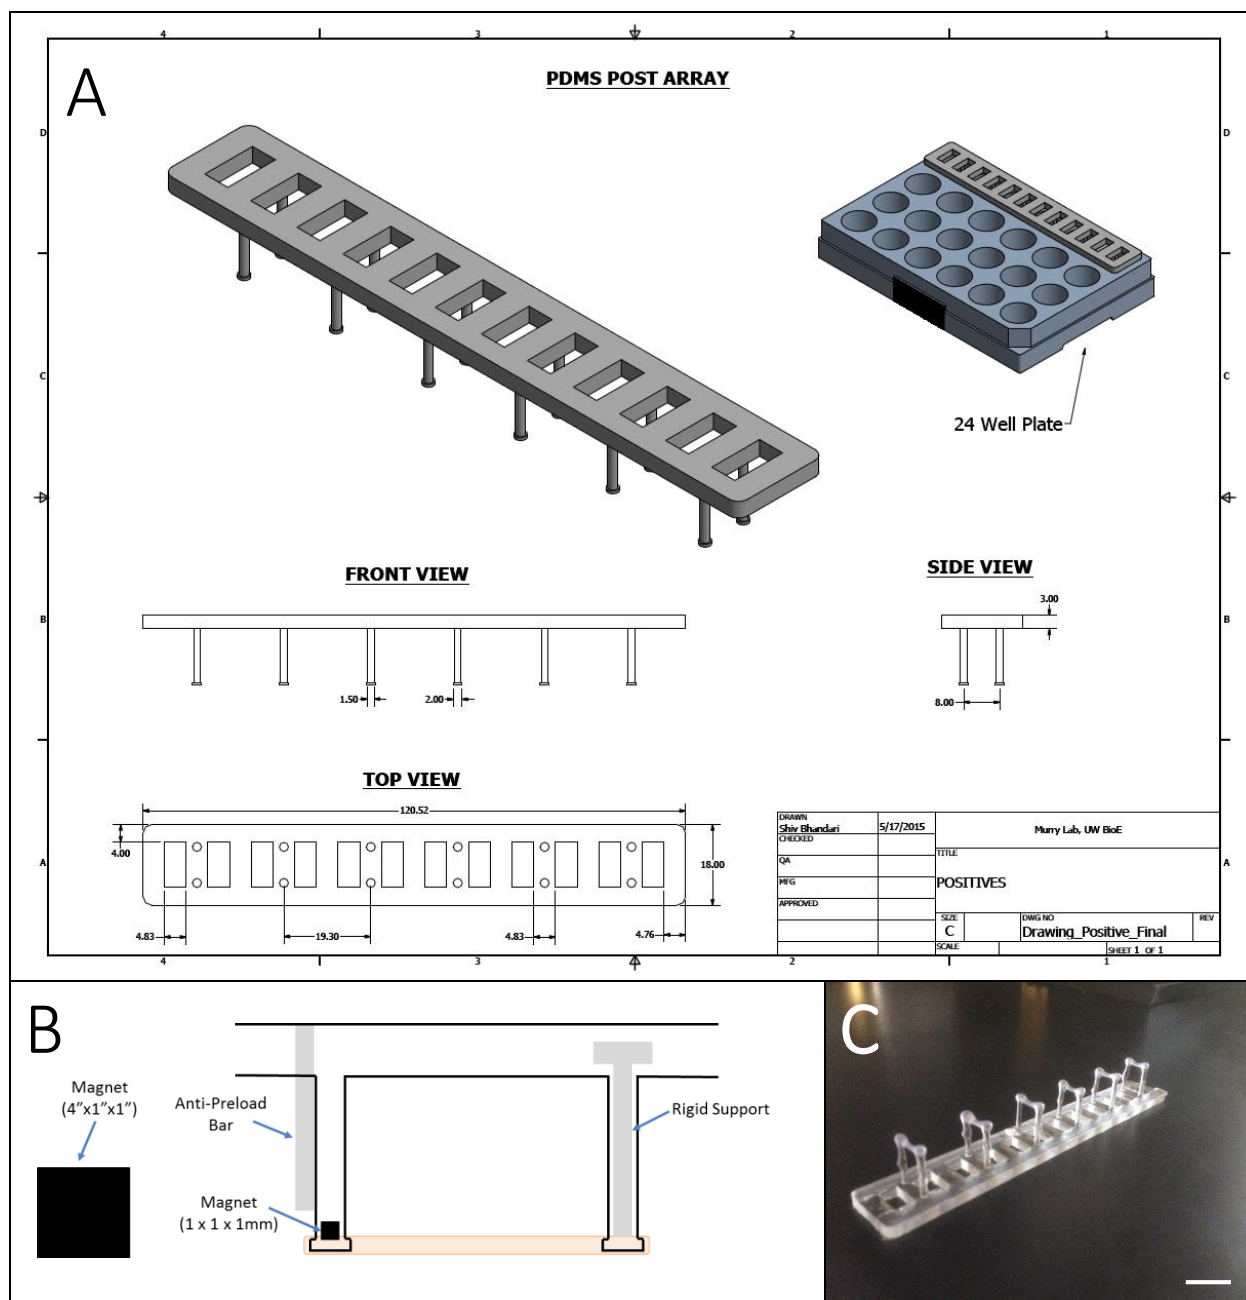 4 3 2 1
A
PDMS POST ARRAY
D D
24 Well Plate
C C
FRONT VIEW
SIDE VIEW
3.00
B B
1.50
2.00
8.00
TOP VIEW
120.52
4.00
18.00
A A
4.83
19.30
4.83
4.76
DRAWN
Shiv Bhandari 5/17/2015
CHECKED
QA
MFG
APPROVED
Murry Lab, UW BioE
TITLE
POSITIVES
SIZE
C
DWG NO
Drawing_Positive_Final
REV
SCALE
SHEET 1 OF 1
4 3 2 1
B
Magnet
(4”x1”x1”)
Anti-Preload
Bar
Magnet
(1 x 1 x 1mm)
Rigid Support
C